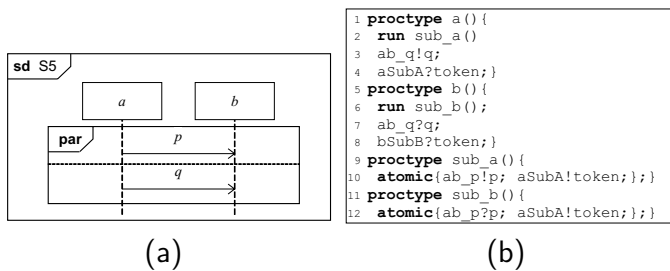 sd S5
a b
par
p
q
(a)
1 proctype a(){
2 run sub_a()
3 ab_q!q;
4 aSubA?token;}
5 proctype b(){
6 run sub_b();
7 ab_q?q;
8 bSubB?token;}
9 proctype sub_a(){
10 atomic{ab_p!p; aSubA!token;};}
11 proctype sub_b(){
12 atomic{ab_p?p; aSubA!token;};}
(b)